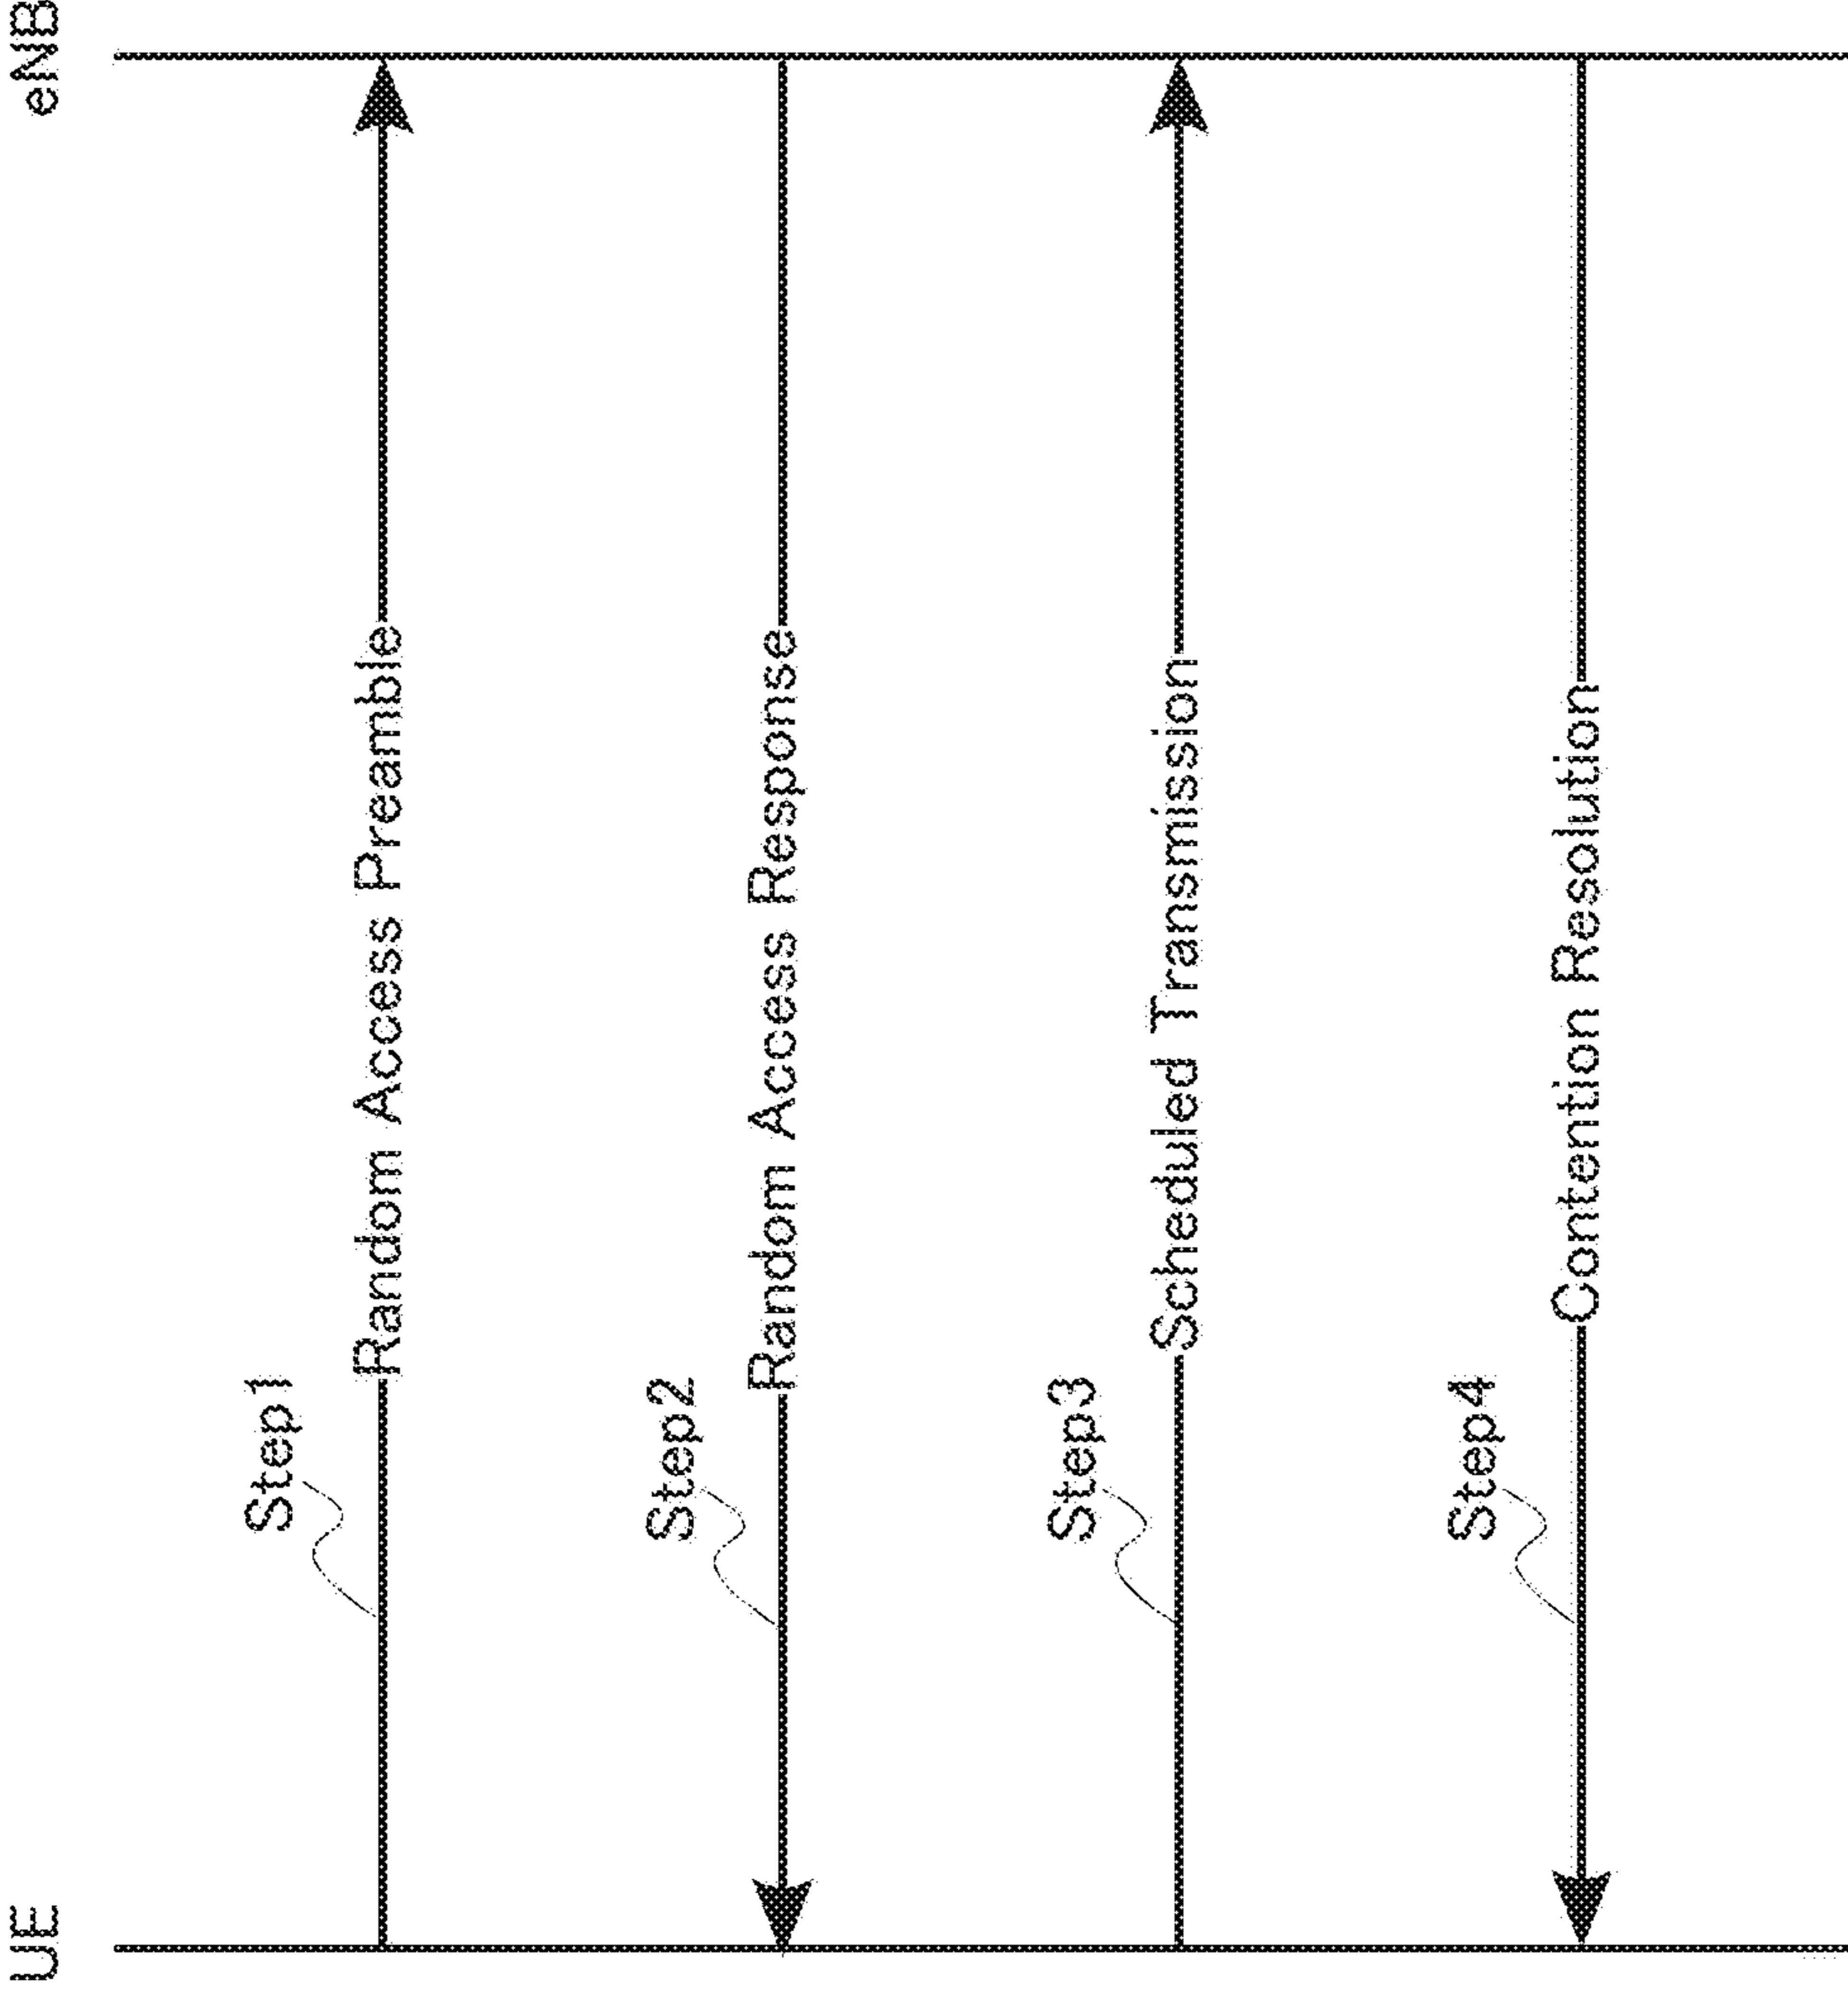 UE
eNB
Step1
Random Access Preamble
Step2
Random Access Response
Step3
Scheduled Transmission
Step4
Contention Resolution